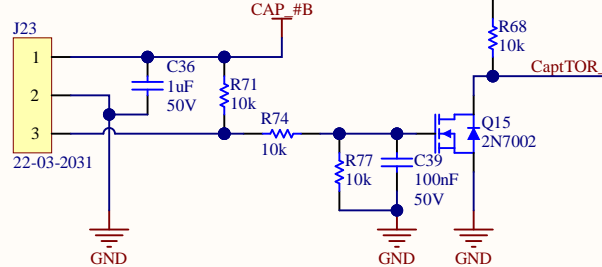 CAP_#B
J23
1
2
3
22-03-2031
C36
1uF
50V
R71
10k
R74
10k
R77
10k
C39
100nF
50V
R68
10k
CaptTOR_
Q15
2N7002
GND
GND
GND